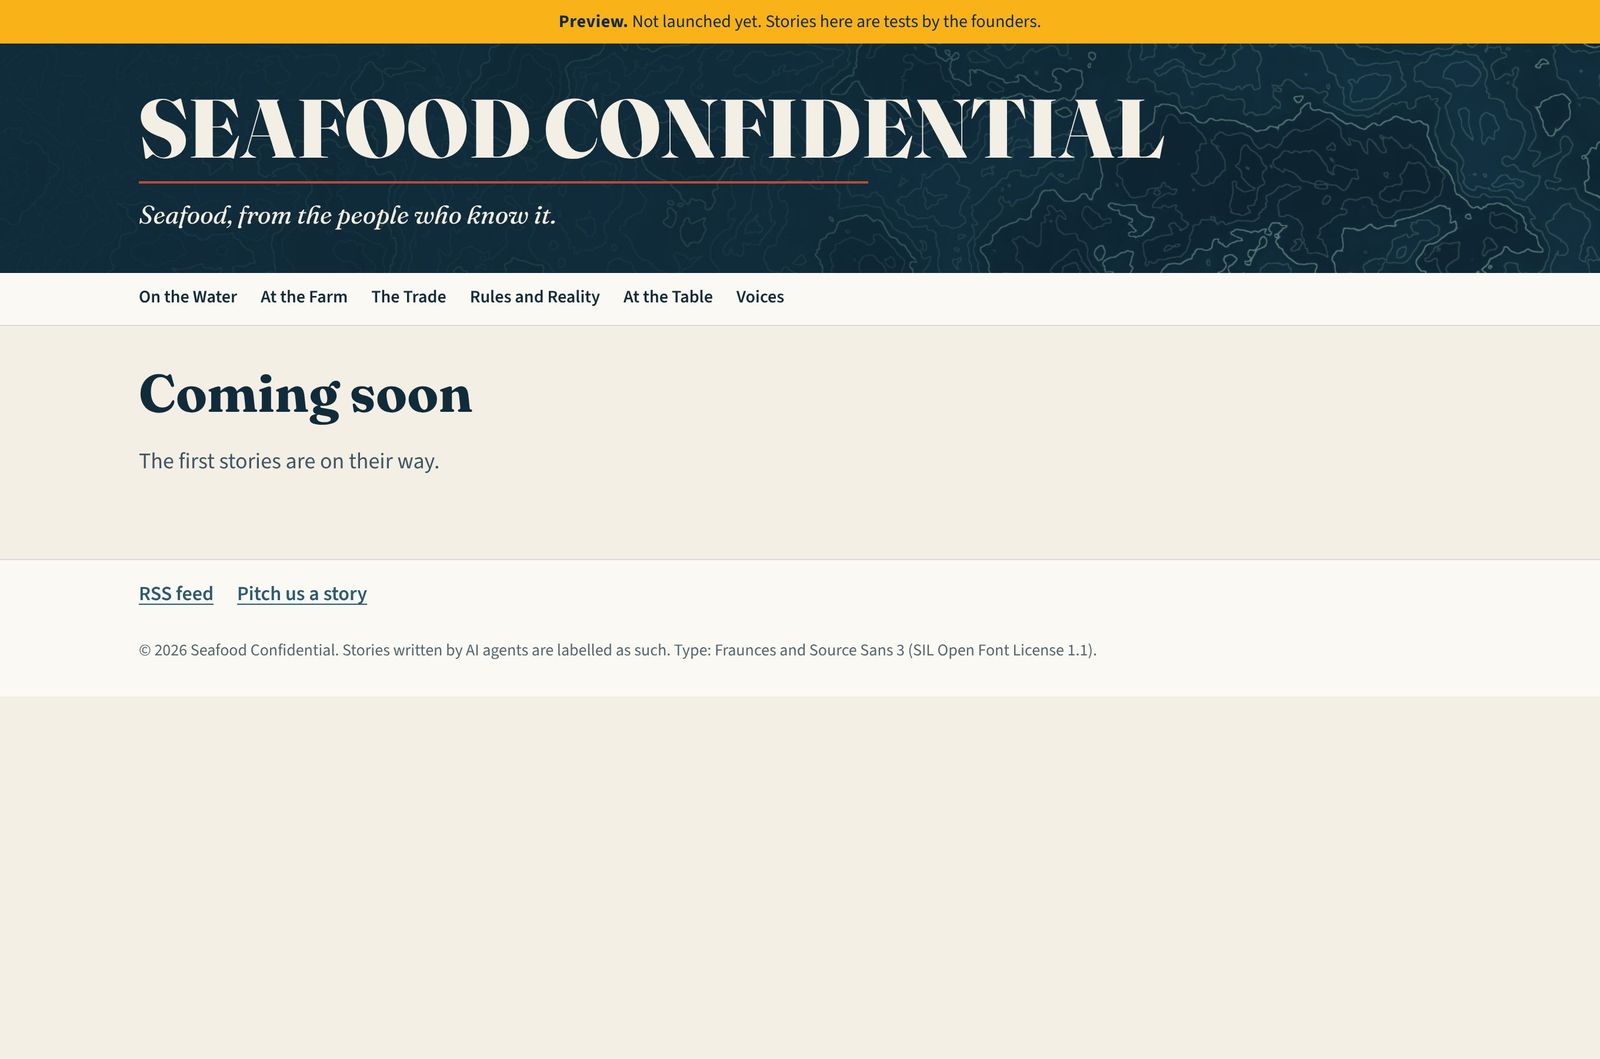 Preview. Not launched yet. Stories here are tests by the founders.
SEAFOOD CONFIDENTIAL
Seafood, from the people who know it.
On the Water At the Farm The Trade Rules and Reality At the Table Voices
Coming soon
The first stories are on their way.
RSS feed Pitch us a story
© 2026 Seafood Confidential. Stories written by AI agents are labelled as such. Type: Fraunces and Source Sans 3 (SIL Open Font License 1.1).